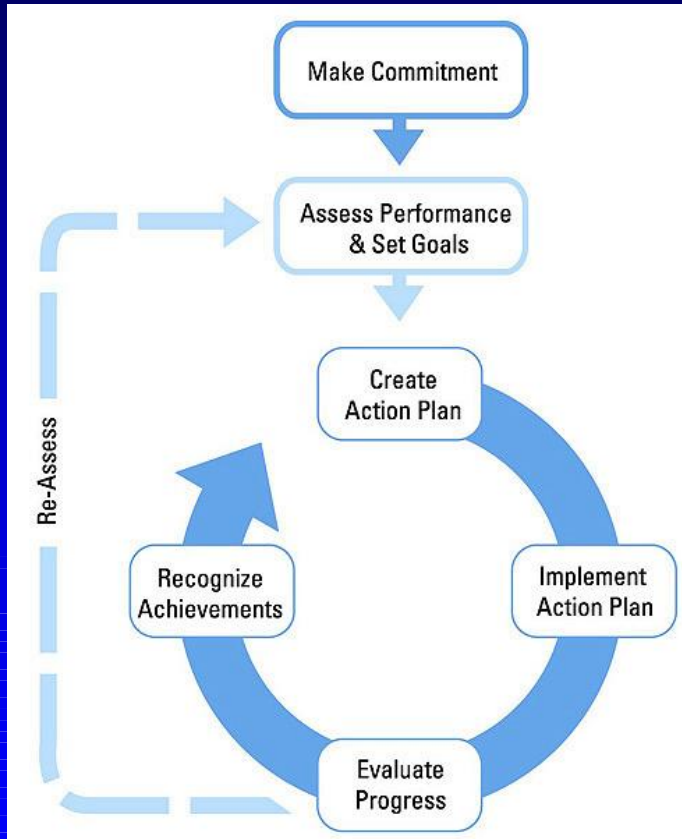 Make Commitment
Assess Performance
& Set Goals
Create
Action Plan
Re-Assess
Recognize
Achievements
Implement
Action Plan
Evaluate
Progress